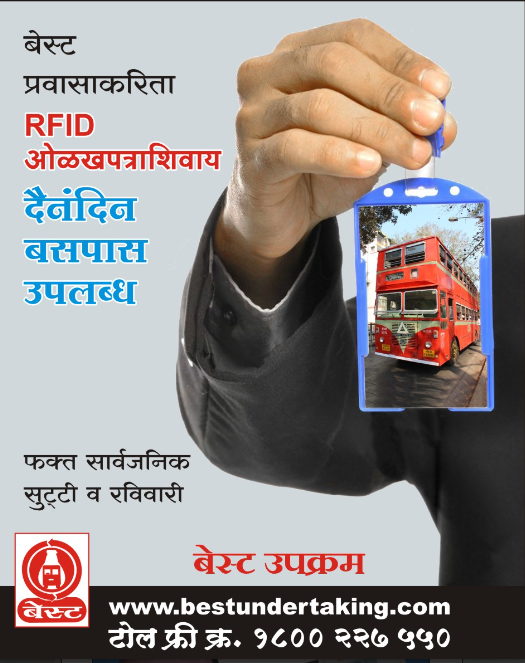 बेस्ट
प्रवासाकरिता
RFID
ओळखपत्राशिवाय
दैनंदिन
बसपास
उपलब्ध
फक्त सार्वजनिक
सुट्टी व रविवारी
बेस्ट उपक्रम
बेस्ट
www.bestundertaking.com
टोल फ्री क्र. १८०० २२७ ५५०